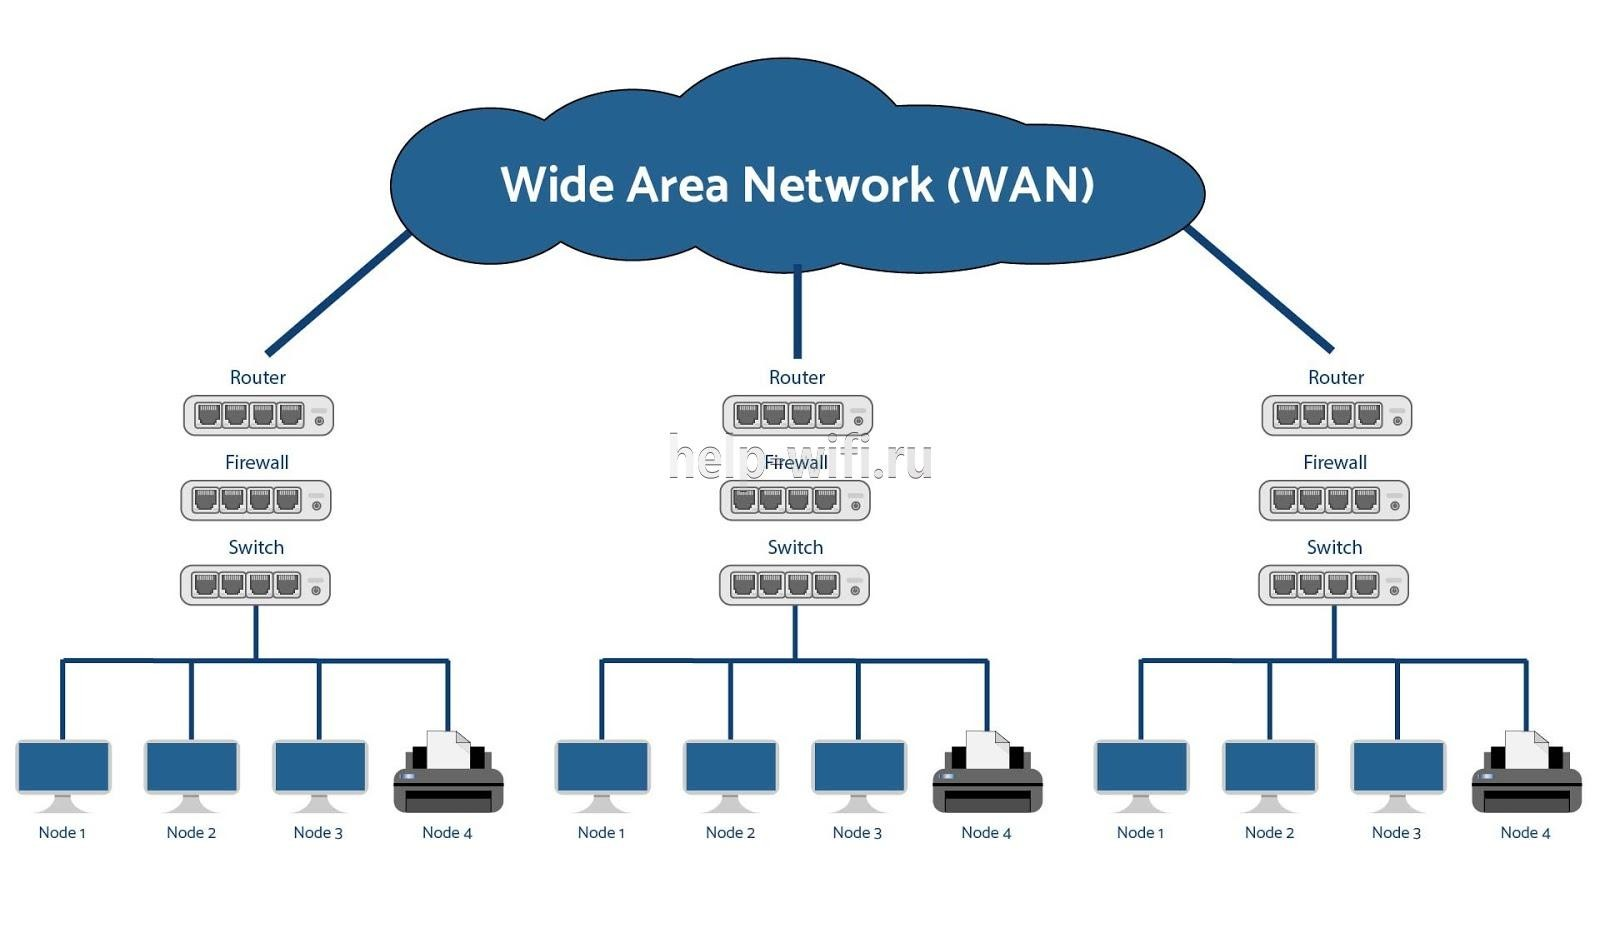 Wide Area Network (WAN)
Router
Router
Router
help-wifi.ru
Firewall
Firewall
Firewall
Switch
Switch
Switch
Node 1
Node 2
Node 3
Node 4
Node 1
Node 2
Node 3
Node 4
Node 1
Node 2
Node 3
Node 4